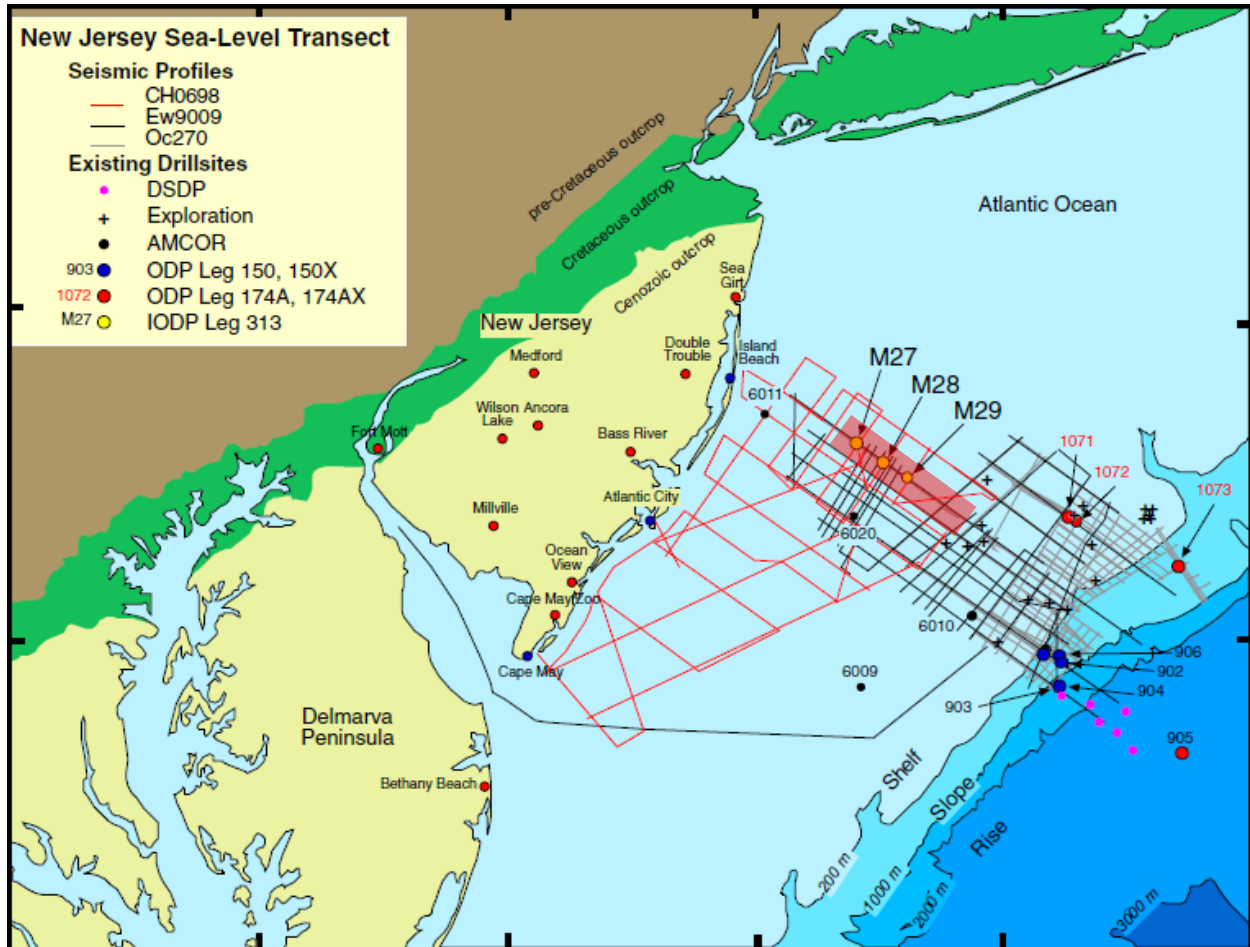 New Jersey Sea-Level Transect
Seismic Profiles
CH0698
Ew9009
Oc270
Existing Drillsites
DSDP
Exploration
AMCOR
903 ODP Leg 150, 150X
1072 ODP Leg 174A, 174AX
M27 IODP Leg 313
pre-Cretaceous outcrop
Cretaceous outcrop
Cenozoic outcrop
Atlantic Ocean
Sea
Girt
New Jersey
Medford
Double
Trouble
Island
Beach
M27
M28
M29
6011
Wilson
Lake
Ancora
Fort Mott
Bass River
1071
1072
1073
Atlantic City
Millville
6020
Ocean
View
Cape May Zoo
Cape May
6010
906
902
904
903
6009
905
Delmarva
Peninsula
Bethany Beach
Shelf
Slope
Rise
200 m
1000 m
2000 m
3000 m